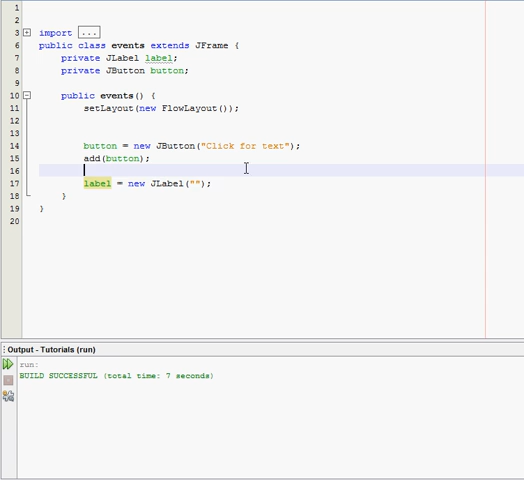 1
2
3 import ...
6 public class events extends JFrame {
7 private JLabel label;
8 private JButton button;
9
10 public events() {
11 setLayout(new FlowLayout());
12
13
14 button = new JButton("Click for text");
15 add(button);
16
17 label = new JLabel("");
18 }
19 }
20
Output - Tutorials (run)
run:
BUILD SUCCESSFUL (total time: 7 seconds)